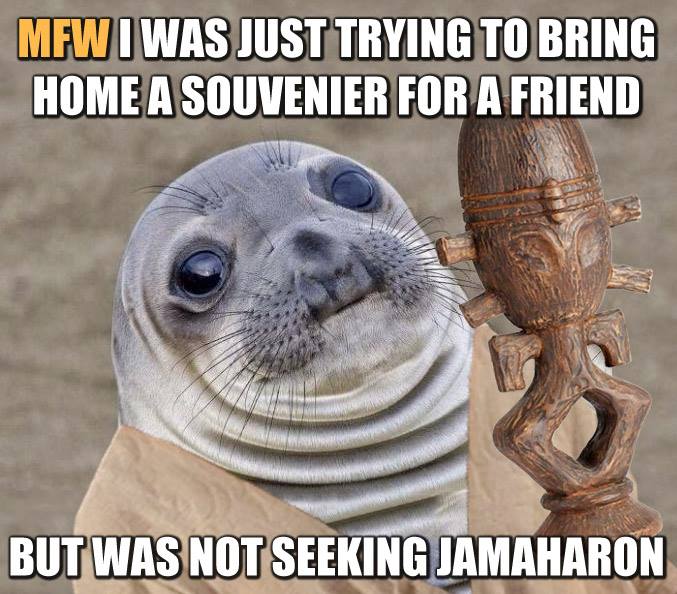 MFW I WAS JUST TRYING TO BRING
HOME A SOUVENIER FOR A FRIEND
BUT WAS NOT SEEKING JAMAHARON